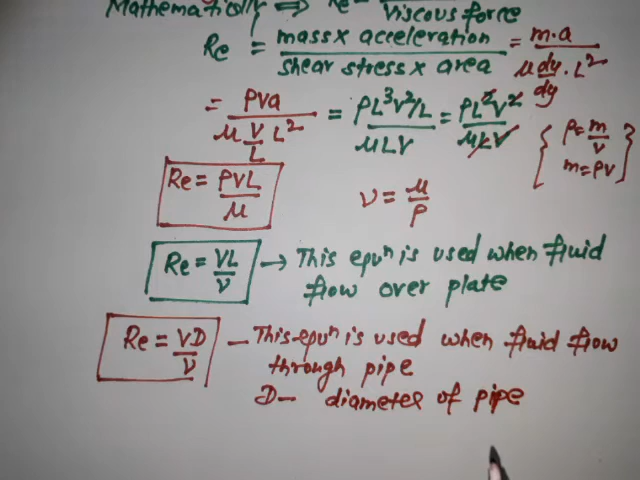 Mathematically ⇒ Re = viscous force
Re = mass x acceleration / shear stress x area = m.a / μ du/dy . L²
= ρva / μ V/L L² = ρL³v²/L / μLV = ρL²v² / μLV { ρ = m/v
m = ρv }
Re = ρVL / μ ν = μ/ρ
Re = VL/ν → This equⁿ is used when fluid
flow over plate
Re = VD/ν — This equⁿ is used when fluid flow
through pipe
D — diameter of pipe